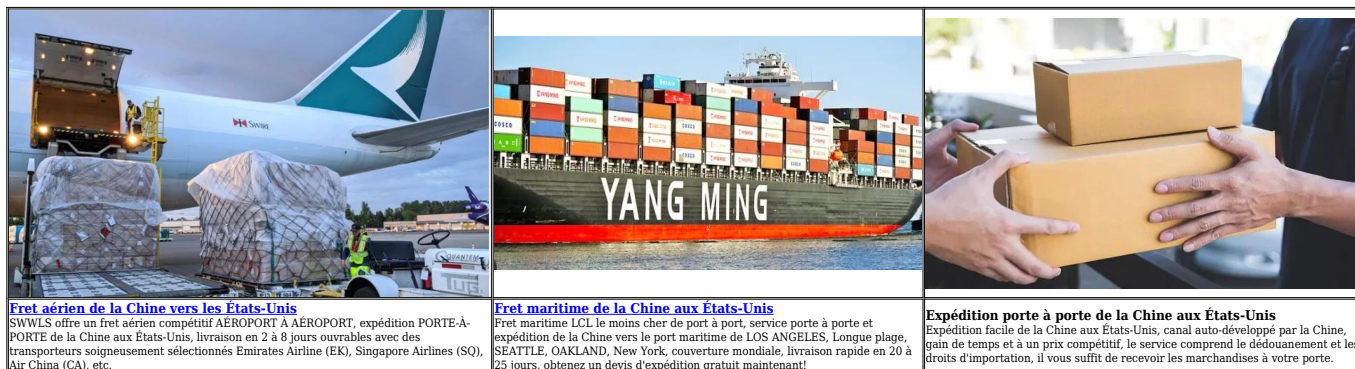 SWIRE
QUANTEM
TUG
COSCO
YANG MING
Fret aérien de la Chine vers les États-Unis
SWWLS offre un fret aérien compétitif AÉROPORT À AÉROPORT, expédition PORTE-À-
PORTE de la Chine aux États-Unis, livraison en 2 à 8 jours ouvrables avec des
transporteurs soigneusement sélectionnés Emirates Airline (EK), Singapore Airlines (SQ),
Air China (CA), etc.
Fret maritime de la Chine aux États-Unis
Fret maritime LCL le moins cher de port à port, service porte à porte et
expédition de la Chine vers le port maritime de LOS ANGELES, Longue plage,
SEATTLE, OAKLAND, New York, couverture mondiale, livraison rapide en 20 à
25 jours, obtenez un devis d'expédition gratuit maintenant!
Expédition porte à porte de la Chine aux États-Unis
Expédition facile de la Chine aux États-Unis, canal auto-développé par la Chine,
gain de temps et à un prix compétitif, le service comprend le dédouanement et les
droits d'importation, il vous suffit de recevoir les marchandises à votre porte.